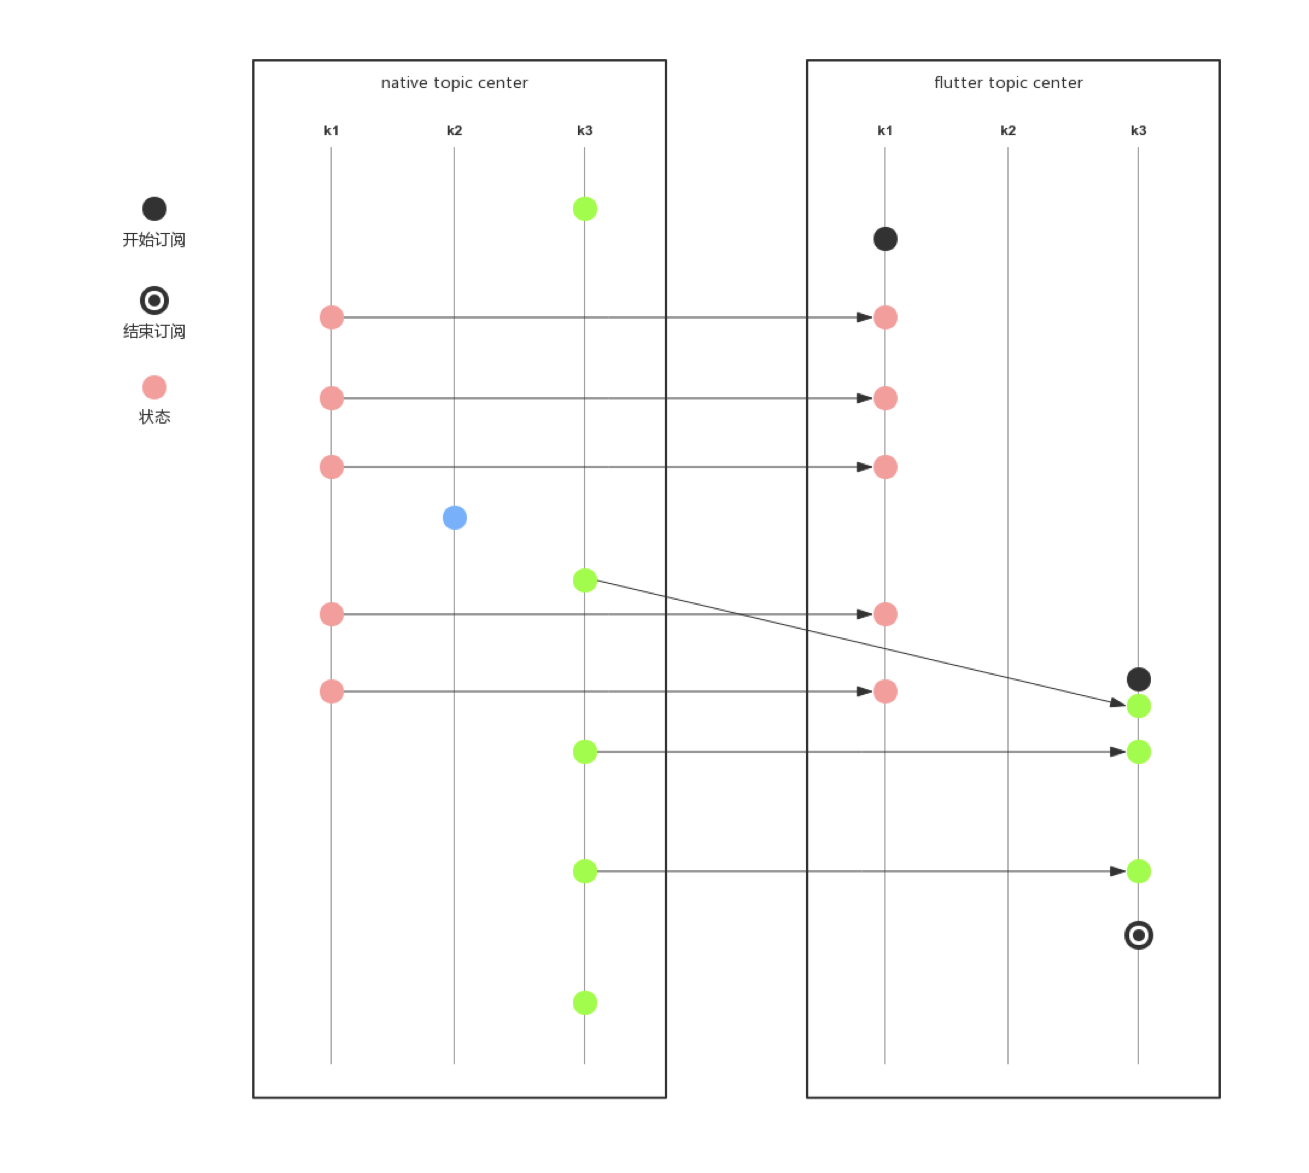 native topic center
k1 k2 k3
flutter topic center
k1 k2 k3
开始订阅
结束订阅
状态